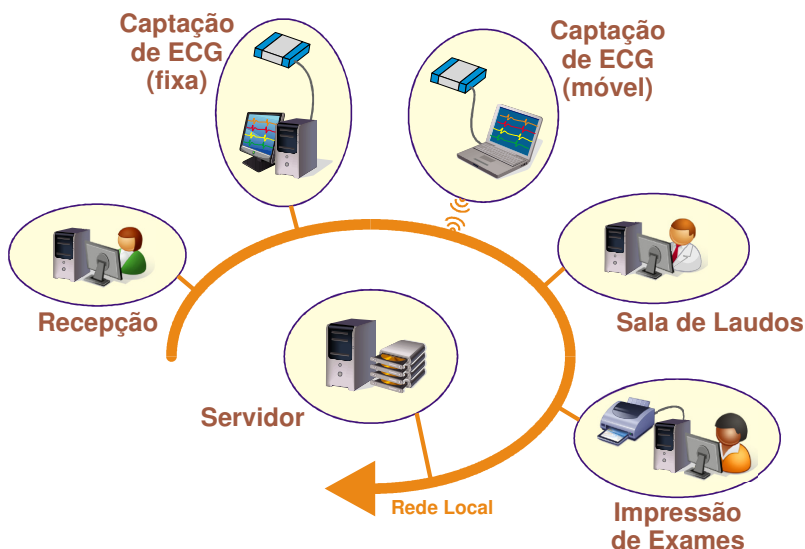 Captação
de ECG
(fixa)
Captação
de ECG
(móvel)
Recepção
Sala de Laudos
Servidor
Rede Local
Impressão
de Exames